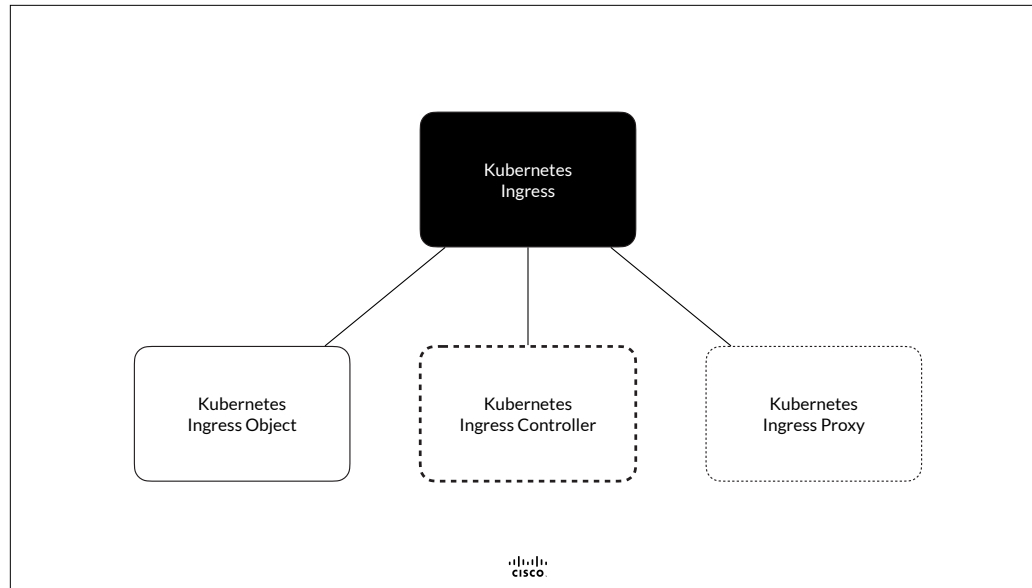 Kubernetes
Ingress
Kubernetes
Ingress Object
Kubernetes
Ingress Controller
Kubernetes
Ingress Proxy
CISCO